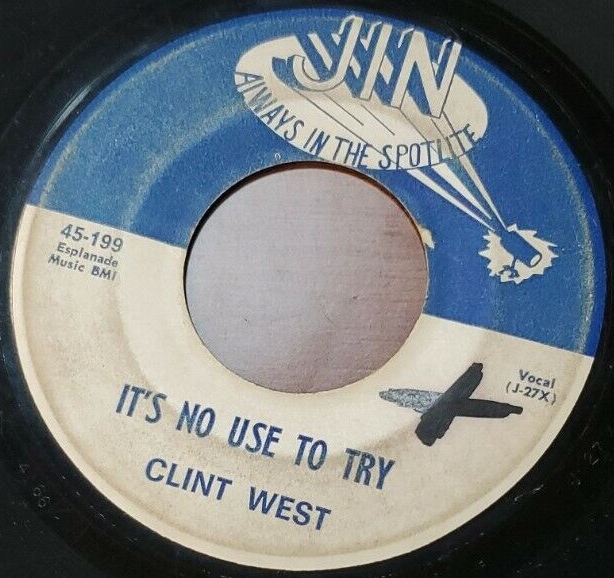 JIN
ALWAYS IN THE SPOTLITE
45-199
Esplanade
Music BMI
Vocal
(J-27X)
IT'S NO USE TO TRY
CLINT WEST